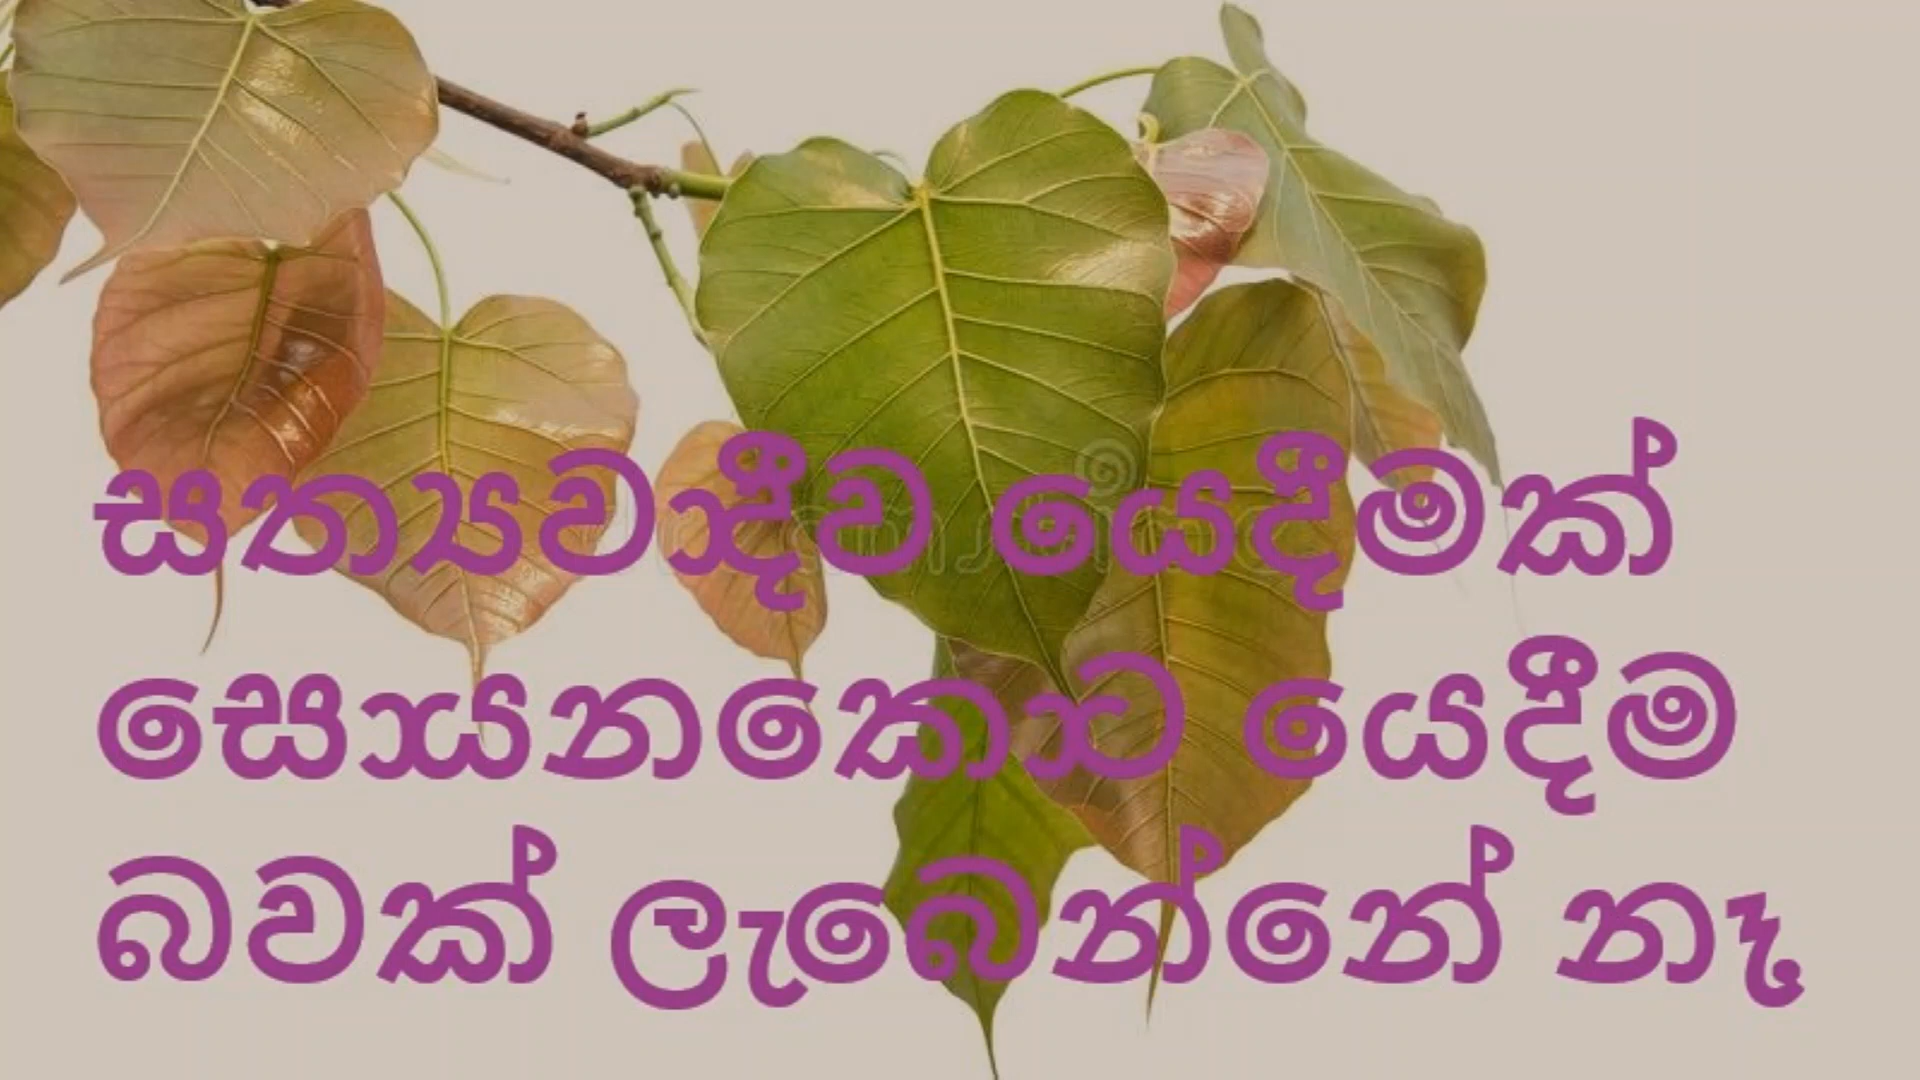 සත්‍යවාදීව යෙදීමක්
සොයනකොට යෙදීම
බවක් ලැබෙන්නේ නෑ